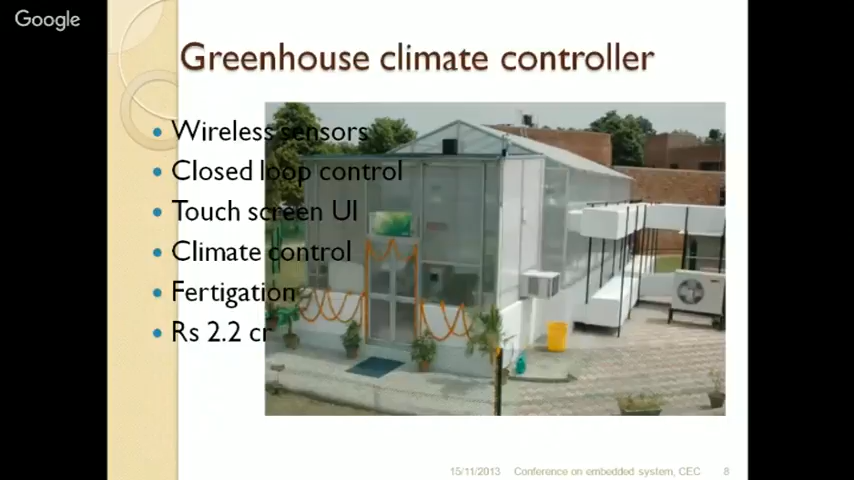 Google
Greenhouse climate controller
Wireless sensors
Closed loop control
Touch screen UI
Climate control
Fertigation
Rs 2.2 cr
15/11/2013 Conference on embedded system, CEC 8